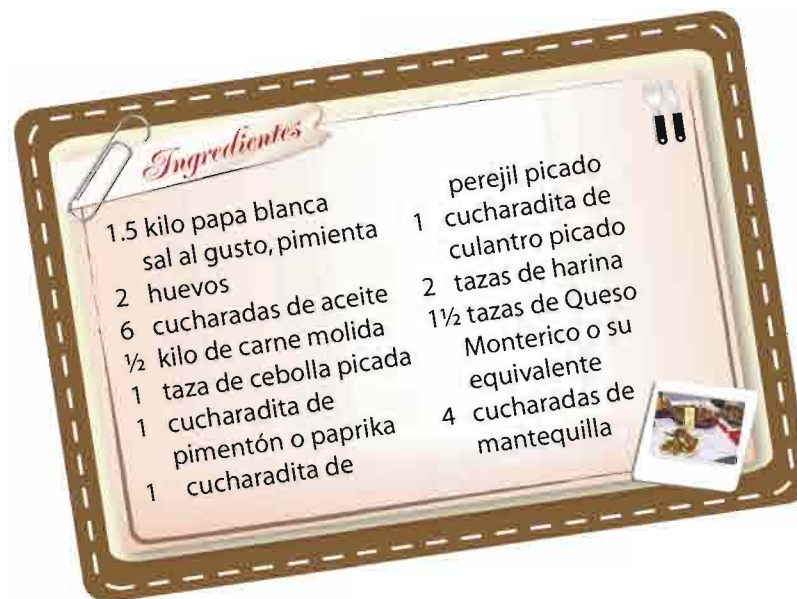 Ingredientes
1.5 kilo papa blanca
sal al gusto, pimienta
2 huevos
6 cucharadas de aceite
½ kilo de carne molida
1 taza de cebolla picada
1 cucharadita de
pimentón o paprika
1 cucharadita de
perejil picado
1 cucharadita de
culantro picado
2 tazas de harina
1½ tazas de Queso
Monterico o su
equivalente
4 cucharadas de
mantequilla